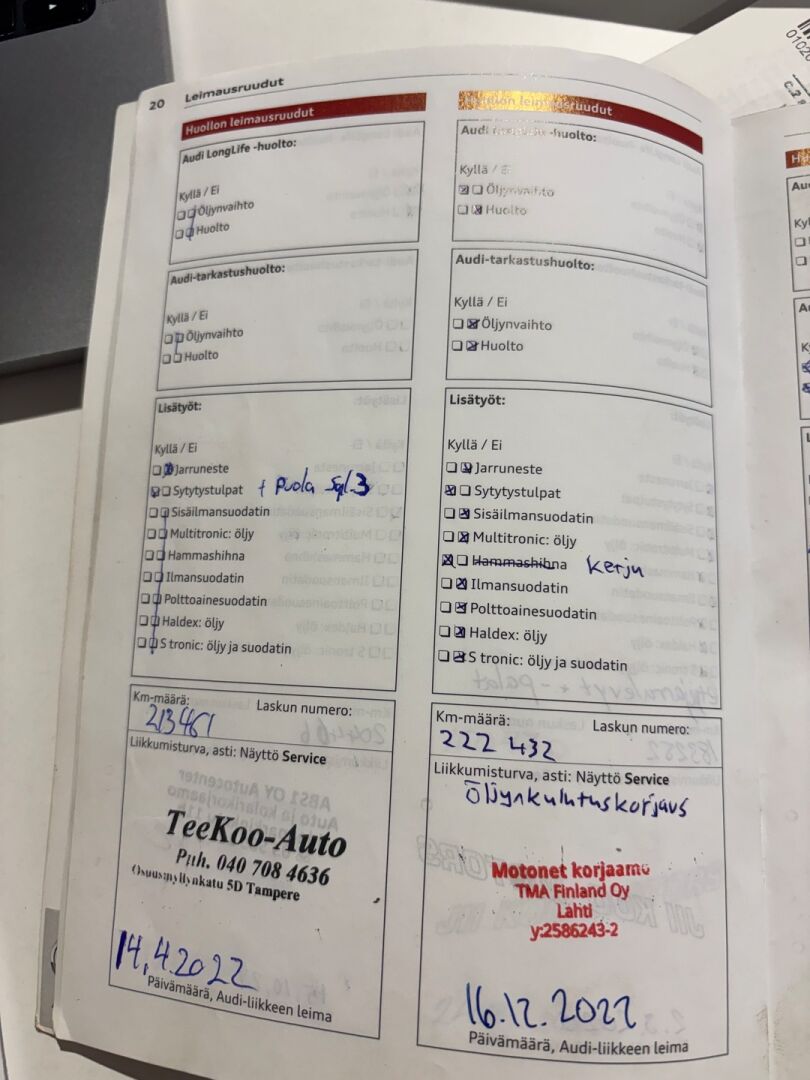 20 Leimausruudut
Huollon leimausruudut
Audi LongLife -huolto:
Kyllä / Ei
Öljynvaihto
Huolto
Audi-tarkastushuolto:
Kyllä / Ei
Öljynvaihto
Huolto
Lisätyöt:
Kyllä / Ei
Jarruneste
Sytytystulpat + puola syl.3
Sisäilmansuodatin
Multitronic: öljy
Hammashihna
Ilmansuodatin
Polttoainesuodatin
Haldex: öljy
S tronic: öljy ja suodatin
Km-määrä: Laskun numero:
213461
Liikkumisturva, asti: Näyttö Service
TeeKoo-Auto
Puh. 040 708 4636
Osuusmyllynkatu 5D Tampere
14.4.2022
Päivämäärä, Audi-liikkeen leima
Huollon leimausruudut
Audi LongLife -huolto:
Kyllä / Ei
Öljynvaihto
Huolto
Audi-tarkastushuolto:
Kyllä / Ei
Öljynvaihto
Huolto
Lisätyöt:
Kyllä / Ei
Jarruneste
Sytytystulpat
Sisäilmansuodatin
Multitronic: öljy
Hammashihna Ketju
Ilmansuodatin
Polttoainesuodatin
Haldex: öljy
S tronic: öljy ja suodatin
Km-määrä: Laskun numero:
222 432
Liikkumisturva, asti: Näyttö Service
Öljynkulutuskorjaus
Motonet korjaamo
TMA Finland Oy
Lahti
y:2586243-2
16.12.2022
Päivämäärä, Audi-liikkeen leima